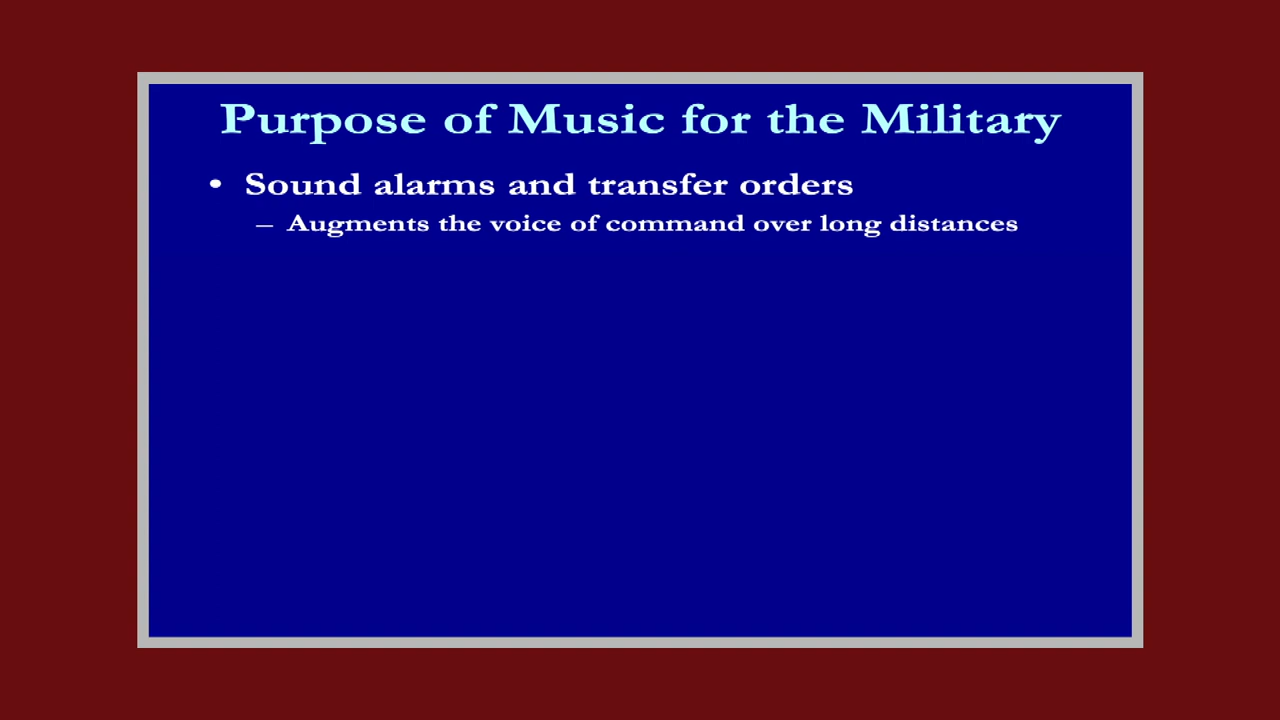 Purpose of Music for the Military
• Sound alarms and transfer orders
– Augments the voice of command over long distances